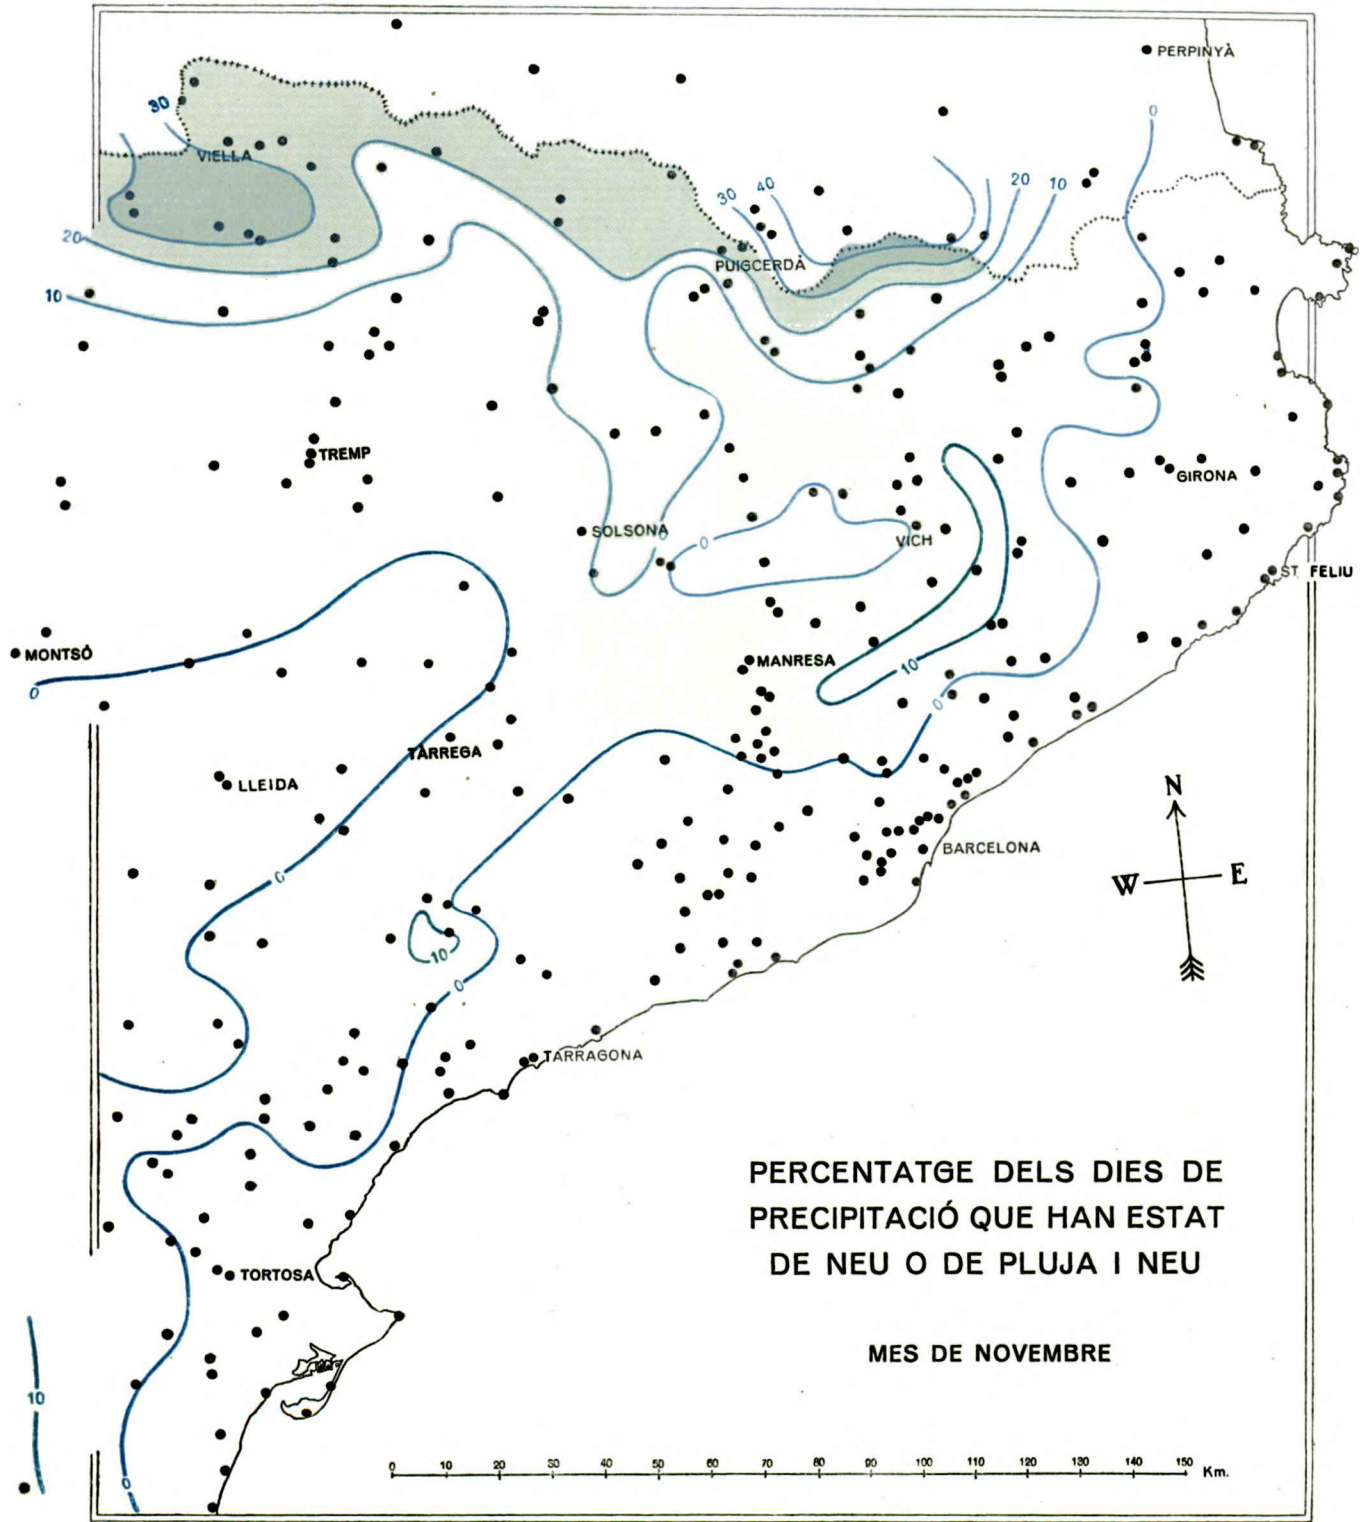 PERPINYÀ
0
30
VIELLA
20
30
40
20
10
PUIGCERDÀ
10
TREMP
GIRONA
SOLSONA
0
0
VICH
ST. FELIU
MONTSÓ
0
MANRESA
10
0
TÀRREGA
LLEIDA
N
BARCELONA
W E
0
10
0
TARRAGONA
PERCENTATGE DELS DIES DE
PRECIPITACIÓ QUE HAN ESTAT
DE NEU O DE PLUJA I NEU
TORTOSA
MES DE NOVEMBRE
10
0
0 10 20 30 40 50 60 70 80 90 100 110 120 130 140 150 Km.